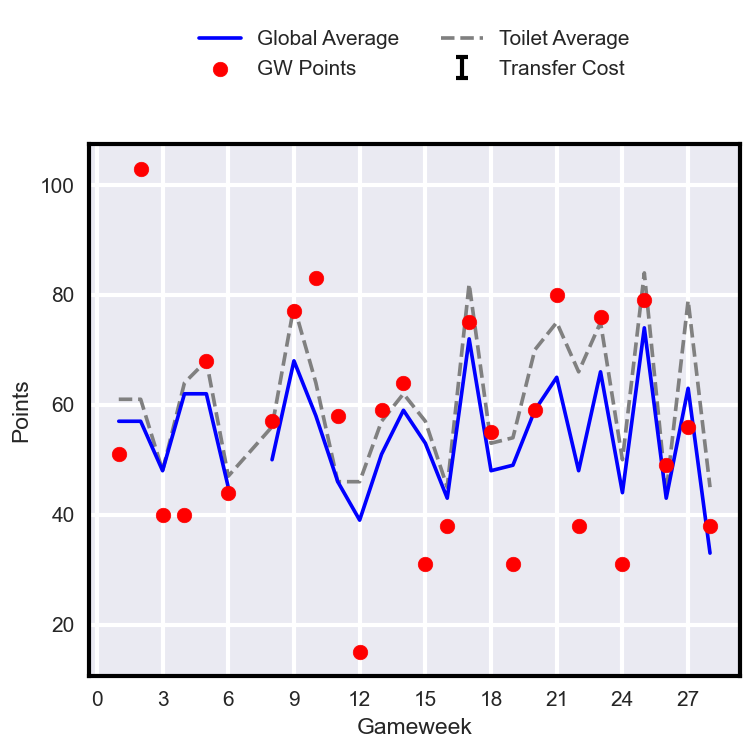 Global Average Toilet Average
GW Points Transfer Cost
100
80
60
40
20
Points
0 3 6 9 12 15 18 21 24 27
Gameweek